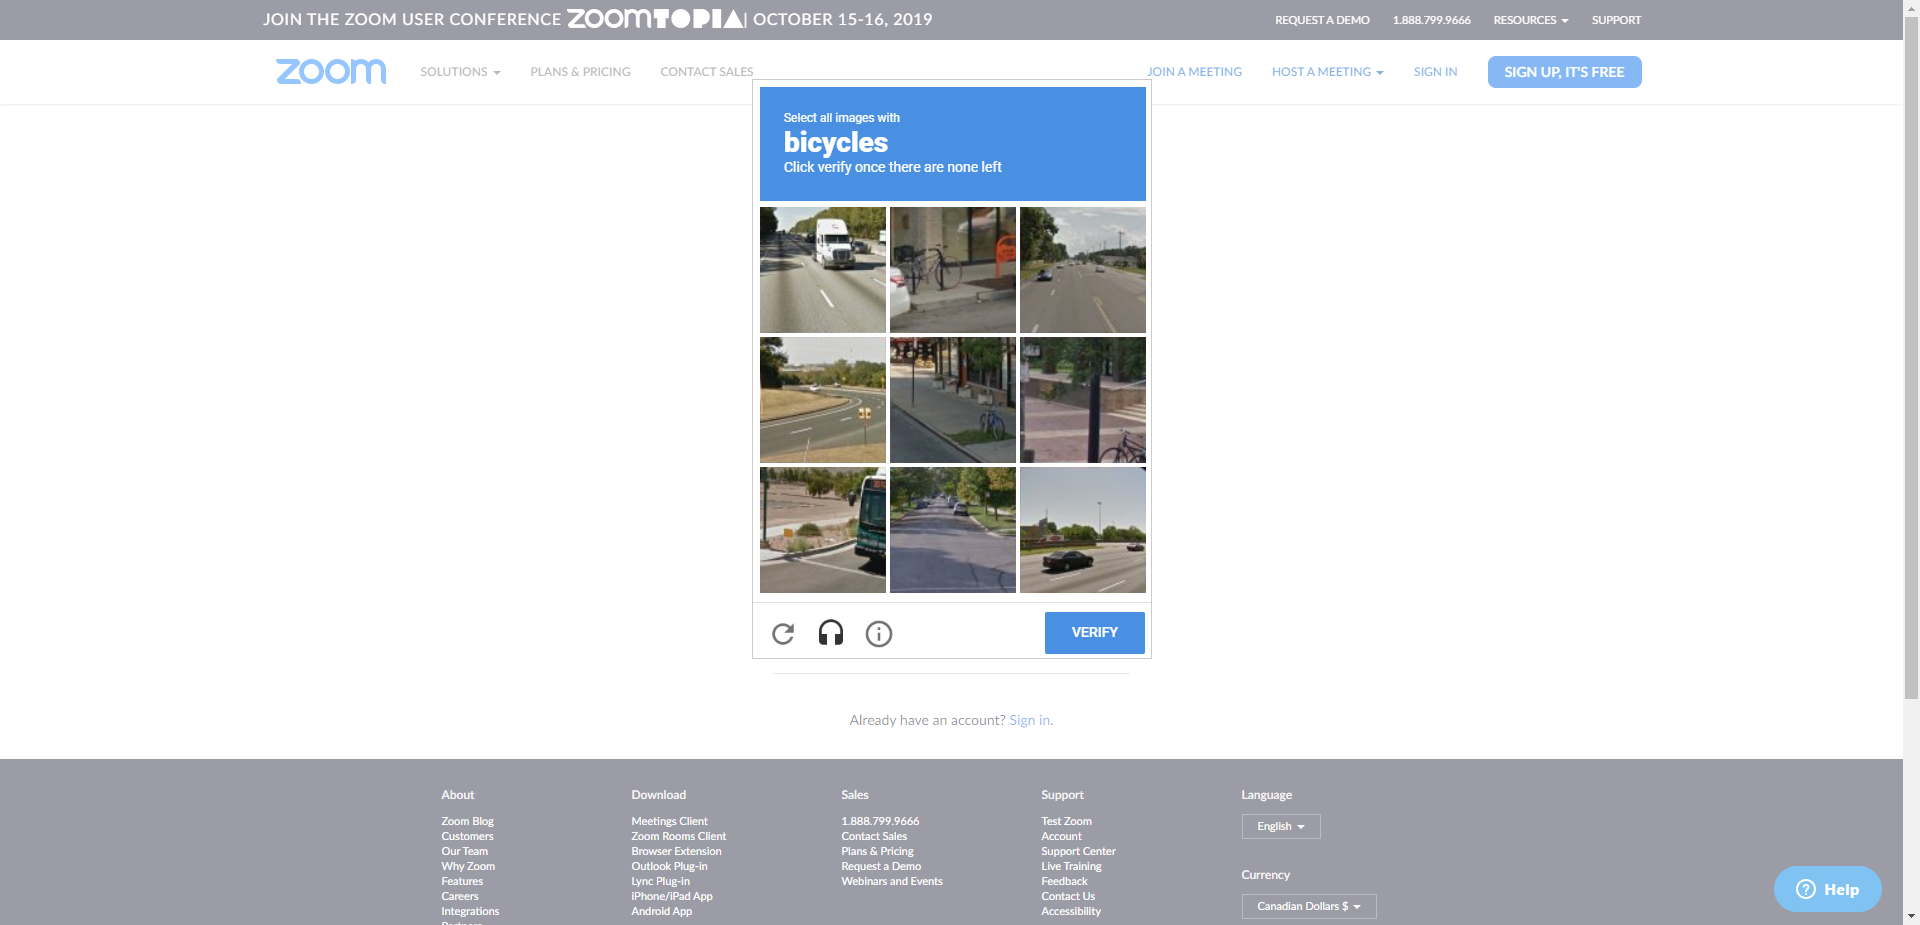 JOIN THE ZOOM USER CONFERENCE ZOOMTOPIA | OCTOBER 15-16, 2019
REQUEST A DEMO 1.888.799.9666 RESOURCES SUPPORT
zoom SOLUTIONS PLANS & PRICING CONTACT SALES JOIN A MEETING HOST A MEETING SIGN IN SIGN UP, IT'S FREE
Select all images with
bicycles
Click verify once there are none left
VERIFY
Already have an account? Sign in.
About
Zoom Blog
Customers
Our Team
Why Zoom
Features
Careers
Integrations
Partners
Download
Meetings Client
Zoom Rooms Client
Browser Extension
Outlook Plug-in
Lync Plug-in
iPhone/iPad App
Android App
Sales
1.888.799.9666
Contact Sales
Plans & Pricing
Request a Demo
Webinars and Events
Support
Test Zoom
Account
Support Center
Live Training
Feedback
Contact Us
Accessibility
Language
English
Currency
Canadian Dollars $
Help